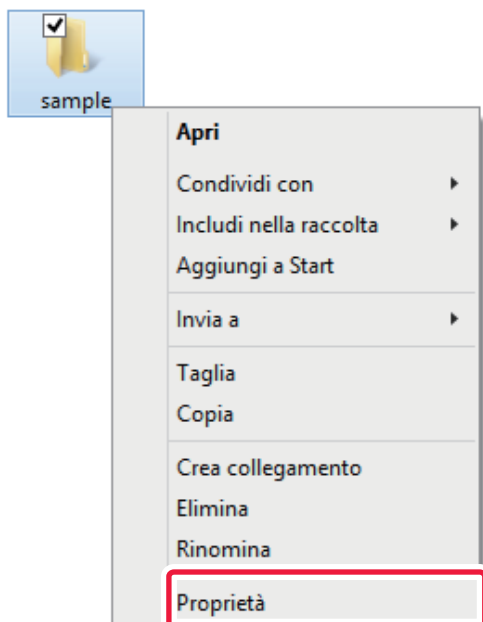 sample
Apri
Condividi con
Includi nella raccolta
Aggiungi a Start
Invia a
Taglia
Copia
Crea collegamento
Elimina
Rinomina
Proprietà